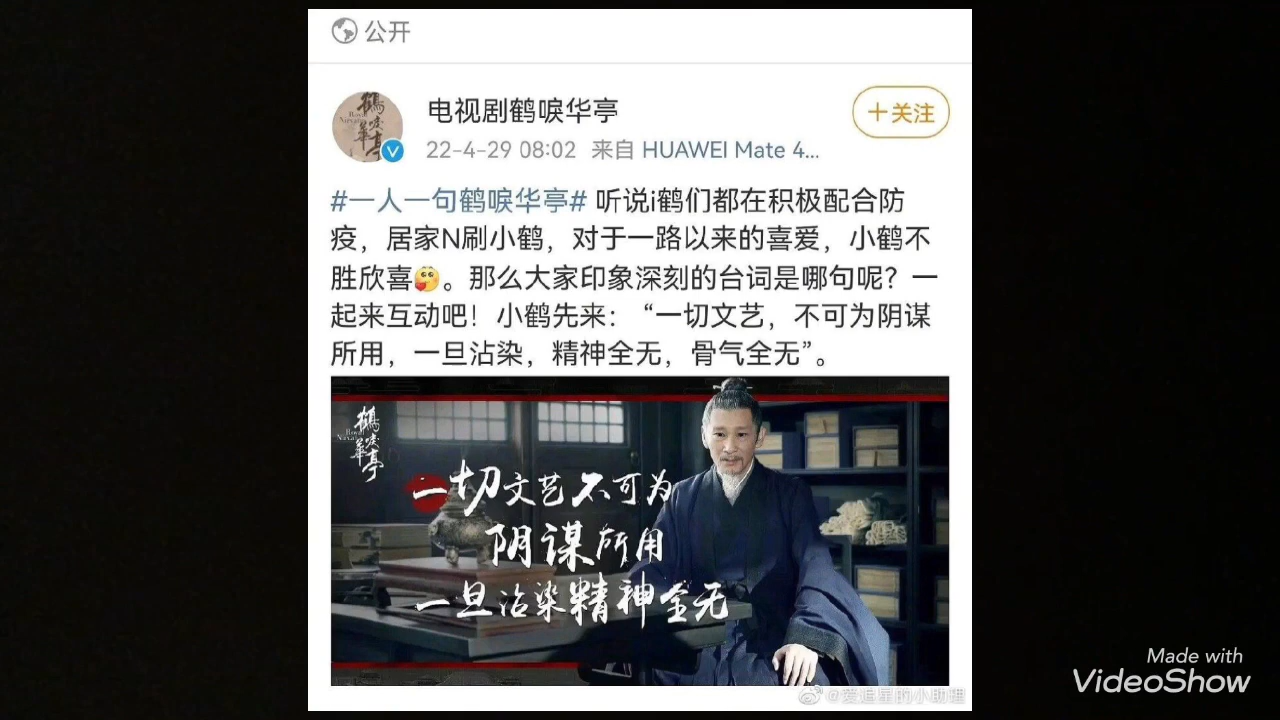 公开
电视剧鹤唳华亭
+关注
22-4-29 08:02 来自 HUAWEI Mate 4...
#一人一句鹤唳华亭# 听说i鹤们都在积极配合防
疫，居家N刷小鹤，对于一路以来的喜爱，小鹤不
胜欣喜🤪。那么大家印象深刻的台词是哪句呢？一
起来互动吧！小鹤先来：“一切文艺，不可为阴谋
所用，一旦沾染，精神全无，骨气全无”。
鶴唳華亭
一切文艺不可为
阴谋所用
一旦沾染精神全无
@爱追星的小助理
Made with
VideoShow